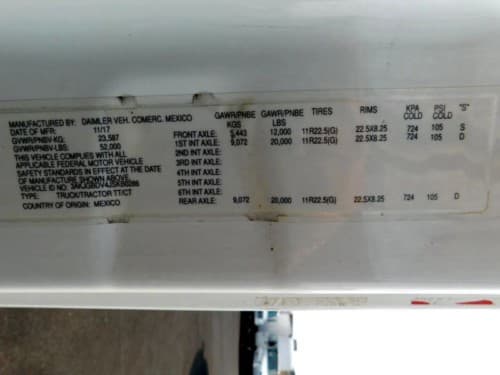 GAWR/PNBE GAWR/PNBE TIRES RIMS KPA PSI "S"
KGS LBS COLD COLD
MANUFACTURED BY: DAIMLER VEH. COMERC. MEXICO
DATE OF MFR: 11/17
GVWR/PNBV-KG: 23,587
GVWR/PNBV-LBS: 52,000
THIS VEHICLE COMPLIES WITH ALL
APPLICABLE FEDERAL MOTOR VEHICLE
SAFETY STANDARDS IN EFFECT AT THE DATE
OF MANUFACTURE SHOWN ABOVE.
VEHICLE ID NO.:
TYPE: TRUCK/TRACTOR TT/CT
COUNTRY OF ORIGIN: MEXICO
FRONT AXLE: 5,443 12,000 11R22.5(G) 22.5X8.25 724 105 S
1ST INT AXLE: 9,072 20,000 11R22.5(G) 22.5X8.25 724 105 D
2ND INT AXLE:
3RD INT AXLE:
4TH INT AXLE:
5TH INT AXLE:
6TH INT AXLE:
REAR AXLE: 9,072 20,000 11R22.5(G) 22.5X8.25 724 105 D